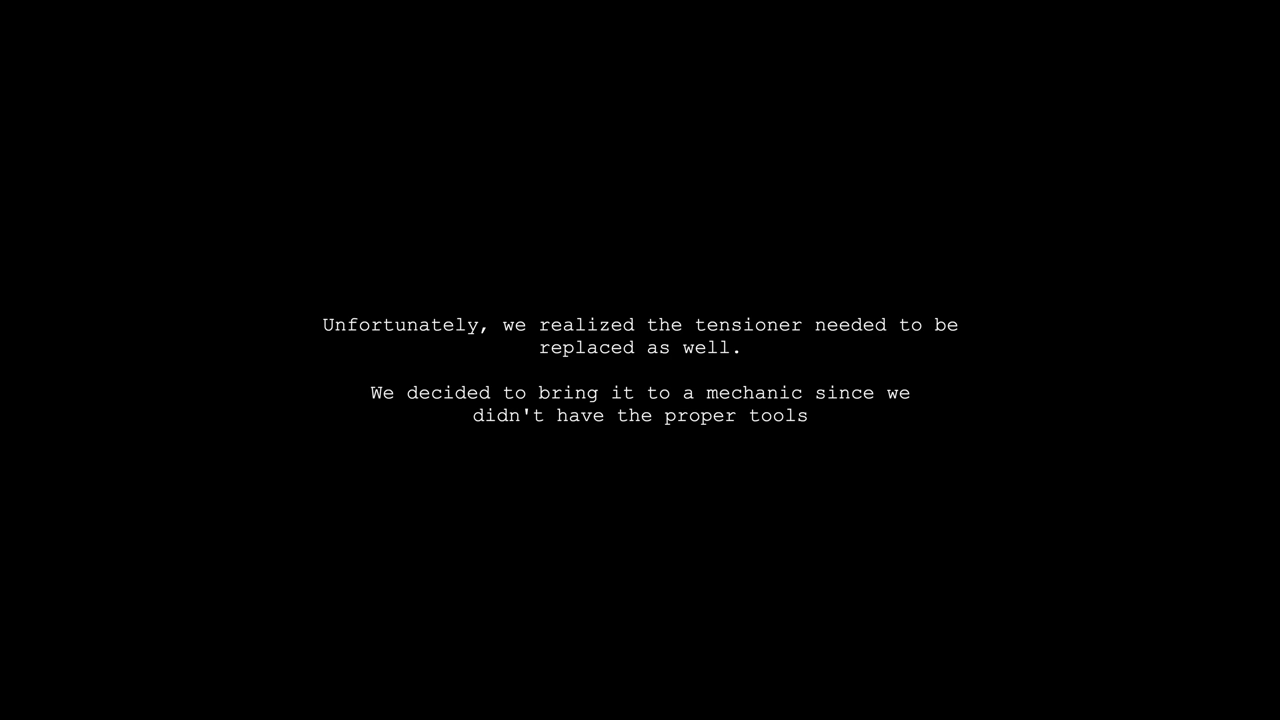 Unfortunately, we realized the tensioner needed to be
replaced as well.
We decided to bring it to a mechanic since we
didn't have the proper tools